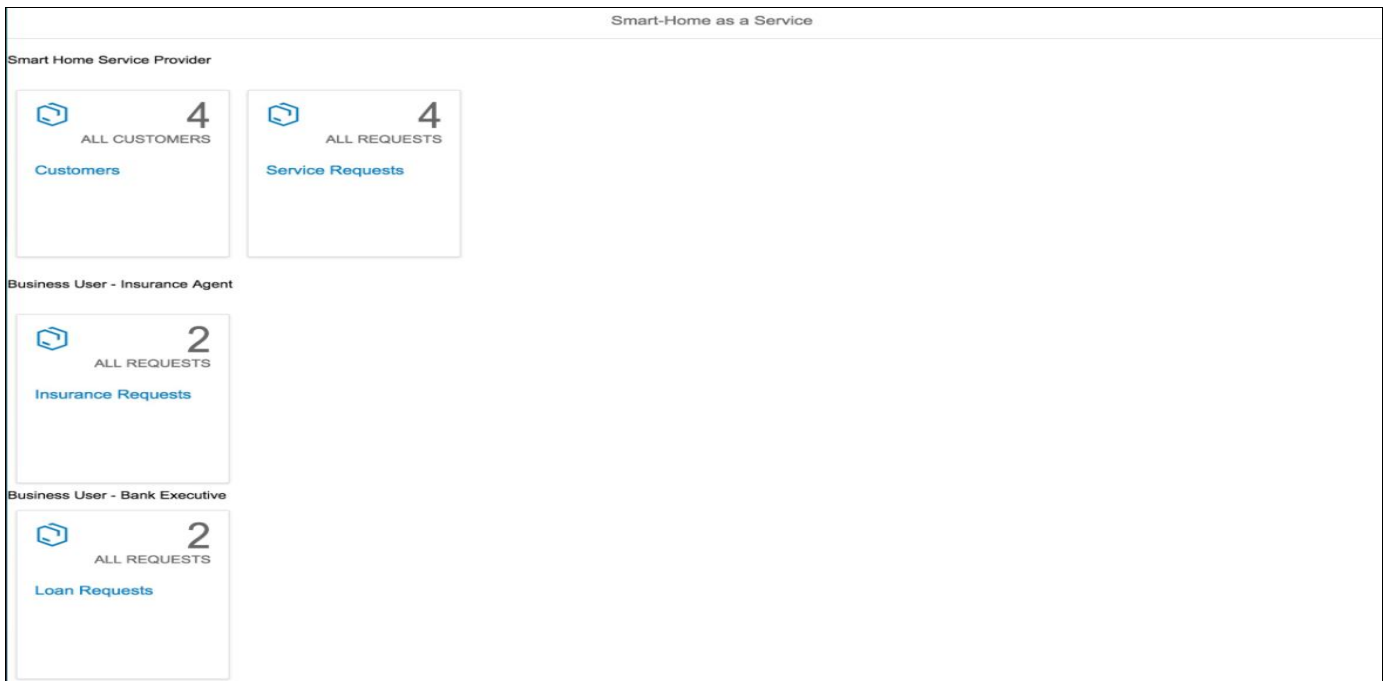 Smart-Home as a Service
Smart Home Service Provider
4
ALL CUSTOMERS
Customers
4
ALL REQUESTS
Service Requests
Business User - Insurance Agent
2
ALL REQUESTS
Insurance Requests
Business User - Bank Executive
2
ALL REQUESTS
Loan Requests